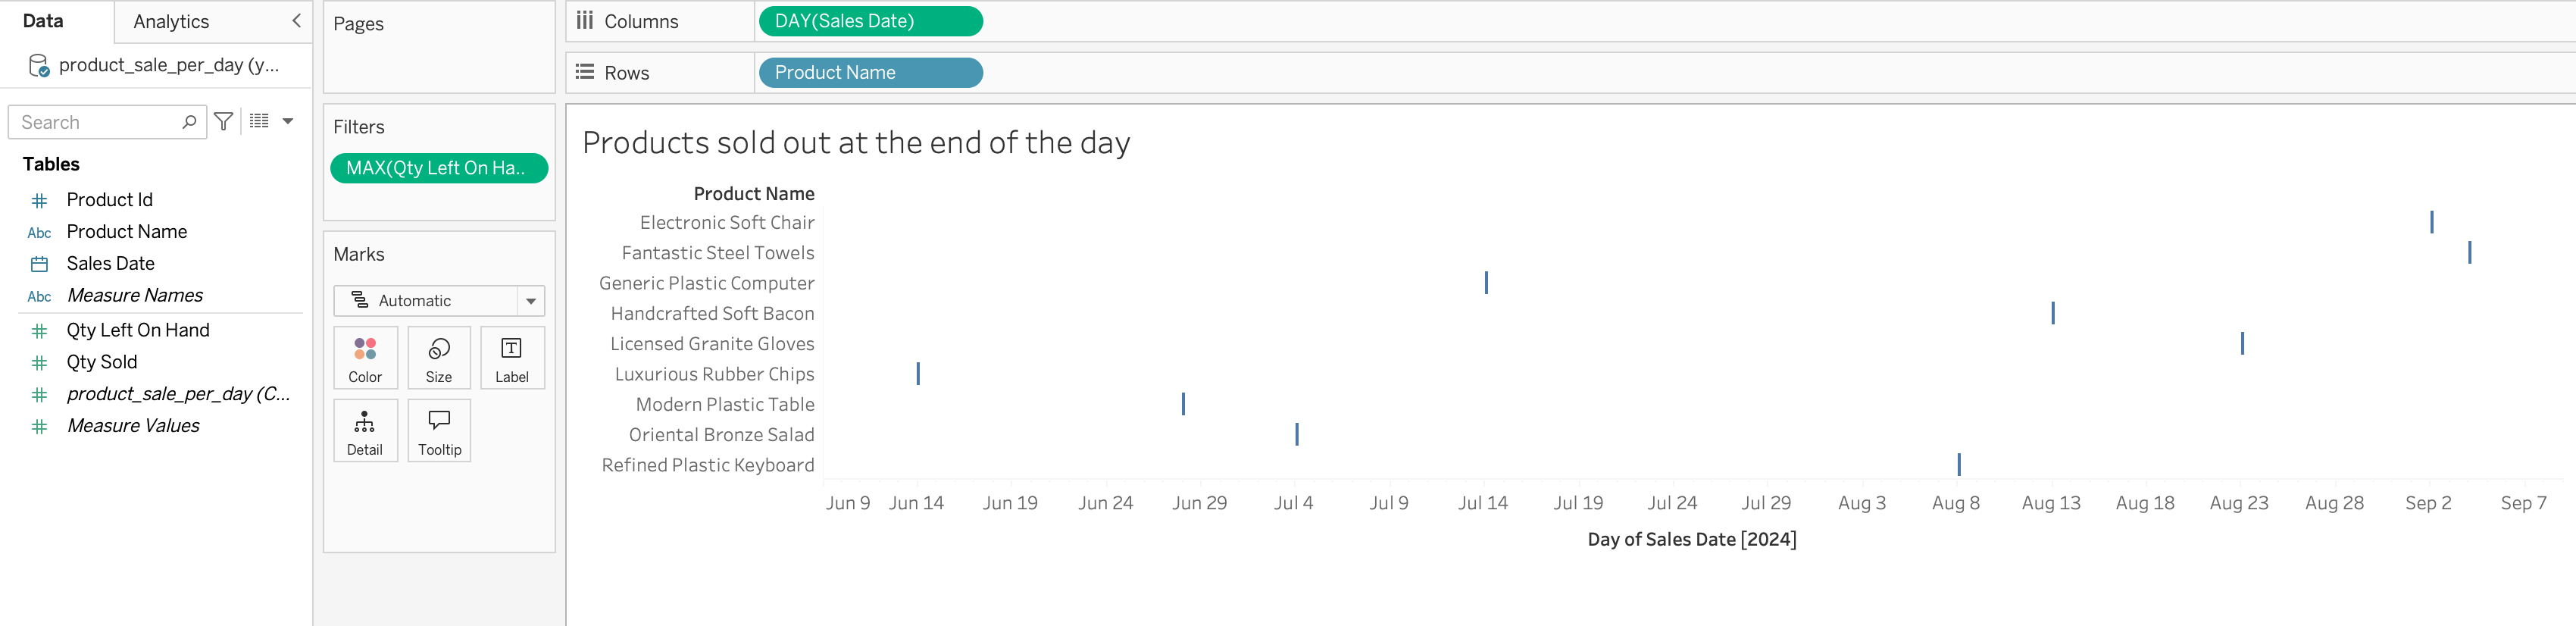 Data
Analytics
product_sale_per_day (y...
Search
Tables
Product Id
Abc Product Name
Sales Date
Abc Measure Names
Qty Left On Hand
Qty Sold
product_sale_per_day (C...
Measure Values
Pages
Filters
MAX(Qty Left On Ha..
Marks
Automatic
Color
Size
T
Label
Detail
Tooltip
Columns
DAY(Sales Date)
Rows
Product Name
Products sold out at the end of the day
Product Name
Electronic Soft Chair
Fantastic Steel Towels
Generic Plastic Computer
Handcrafted Soft Bacon
Licensed Granite Gloves
Luxurious Rubber Chips
Modern Plastic Table
Oriental Bronze Salad
Refined Plastic Keyboard
Jun 9 Jun 14 Jun 19 Jun 24 Jun 29 Jul 4 Jul 9 Jul 14 Jul 19 Jul 24 Jul 29 Aug 3 Aug 8 Aug 13 Aug 18 Aug 23 Aug 28 Sep 2 Sep 7
Day of Sales Date [2024]